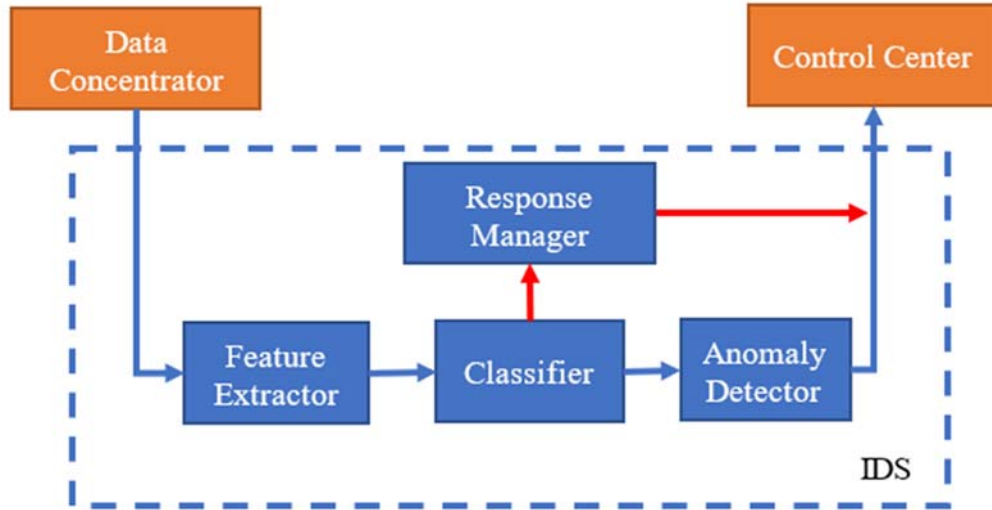 Data
Concentrator
Control Center
Response
Manager
Feature
Extractor
Classifier
Anomaly
Detector
IDS